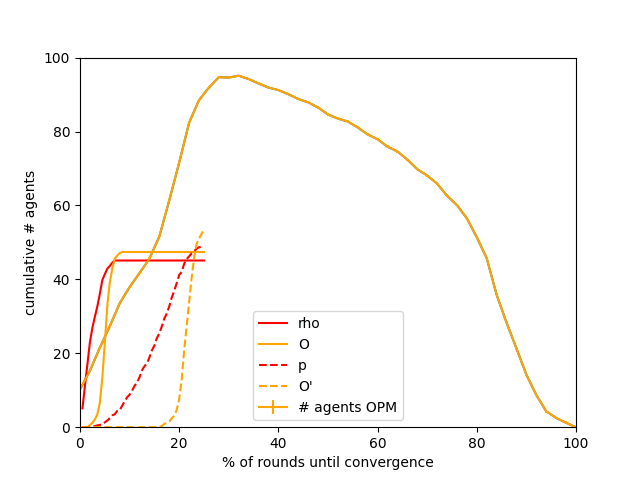 100
80
60
40
20
0
cumulative # agents
rho
O
p
O'
# agents OPM
0 20 40 60 80 100
% of rounds until convergence